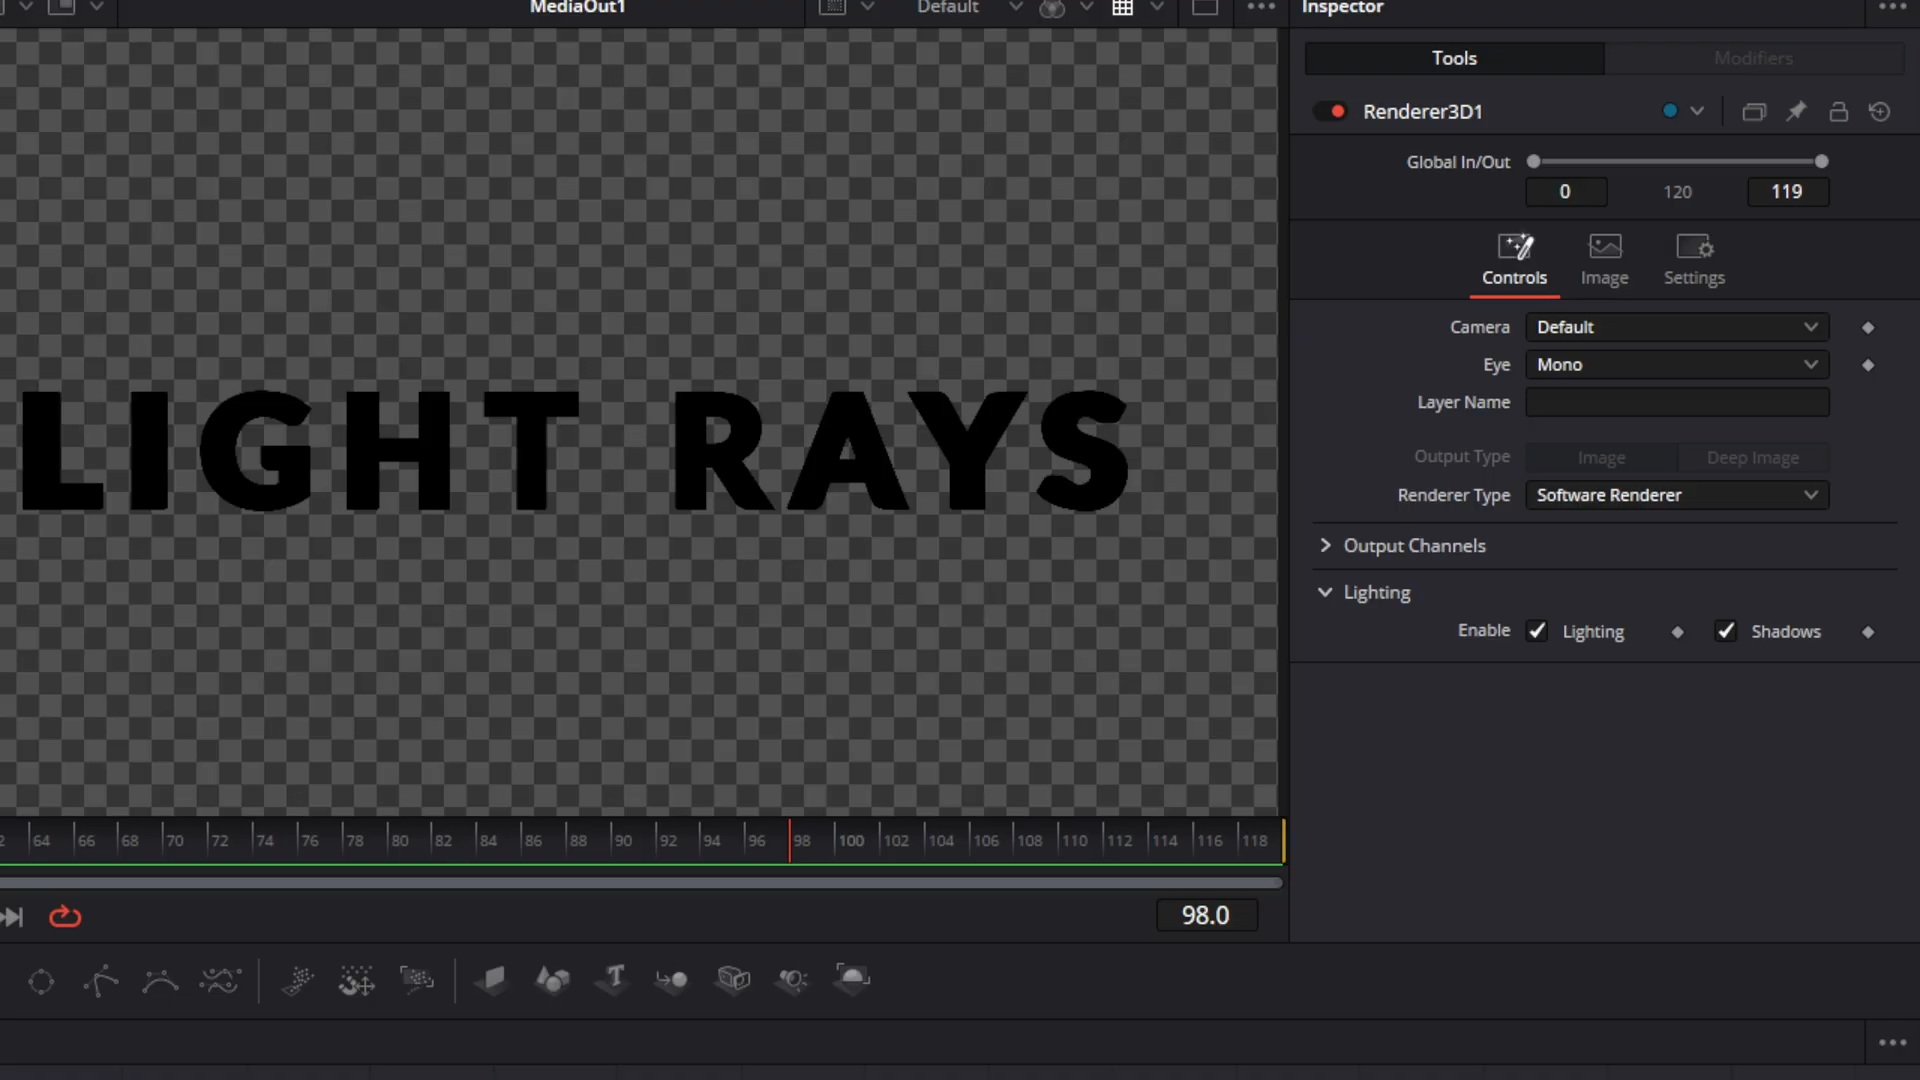 MediaOut1
Default
Inspector
Tools
Modifiers
Renderer3D1
Global In/Out
0
120
119
Controls
Image
Settings
Camera
Default
Eye
Mono
Layer Name
Output Type
Image
Deep Image
Renderer Type
Software Renderer
Output Channels
Lighting
Enable
Lighting
Shadows
LIGHT RAYS
64 66 68 70 72 74 76 78 80 82 84 86 88 90 92 94 96 98 100 102 104 106 108 110 112 114 116 118
98.0